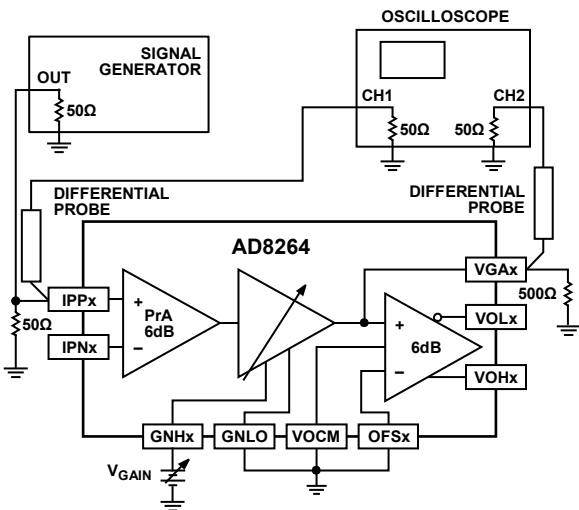 OSCILLOSCOPE
SIGNAL
GENERATOR
OUT
50Ω
CH1
CH2
50Ω
50Ω
DIFFERENTIAL
PROBE
DIFFERENTIAL
PROBE
AD8264
IPPx
VGAx
PrA
6dB
+
–
+
–
6dB
500Ω
VOLx
50Ω
IPNx
VOHx
GNHx
GNLO
VOCM
OFSx
VGAIN